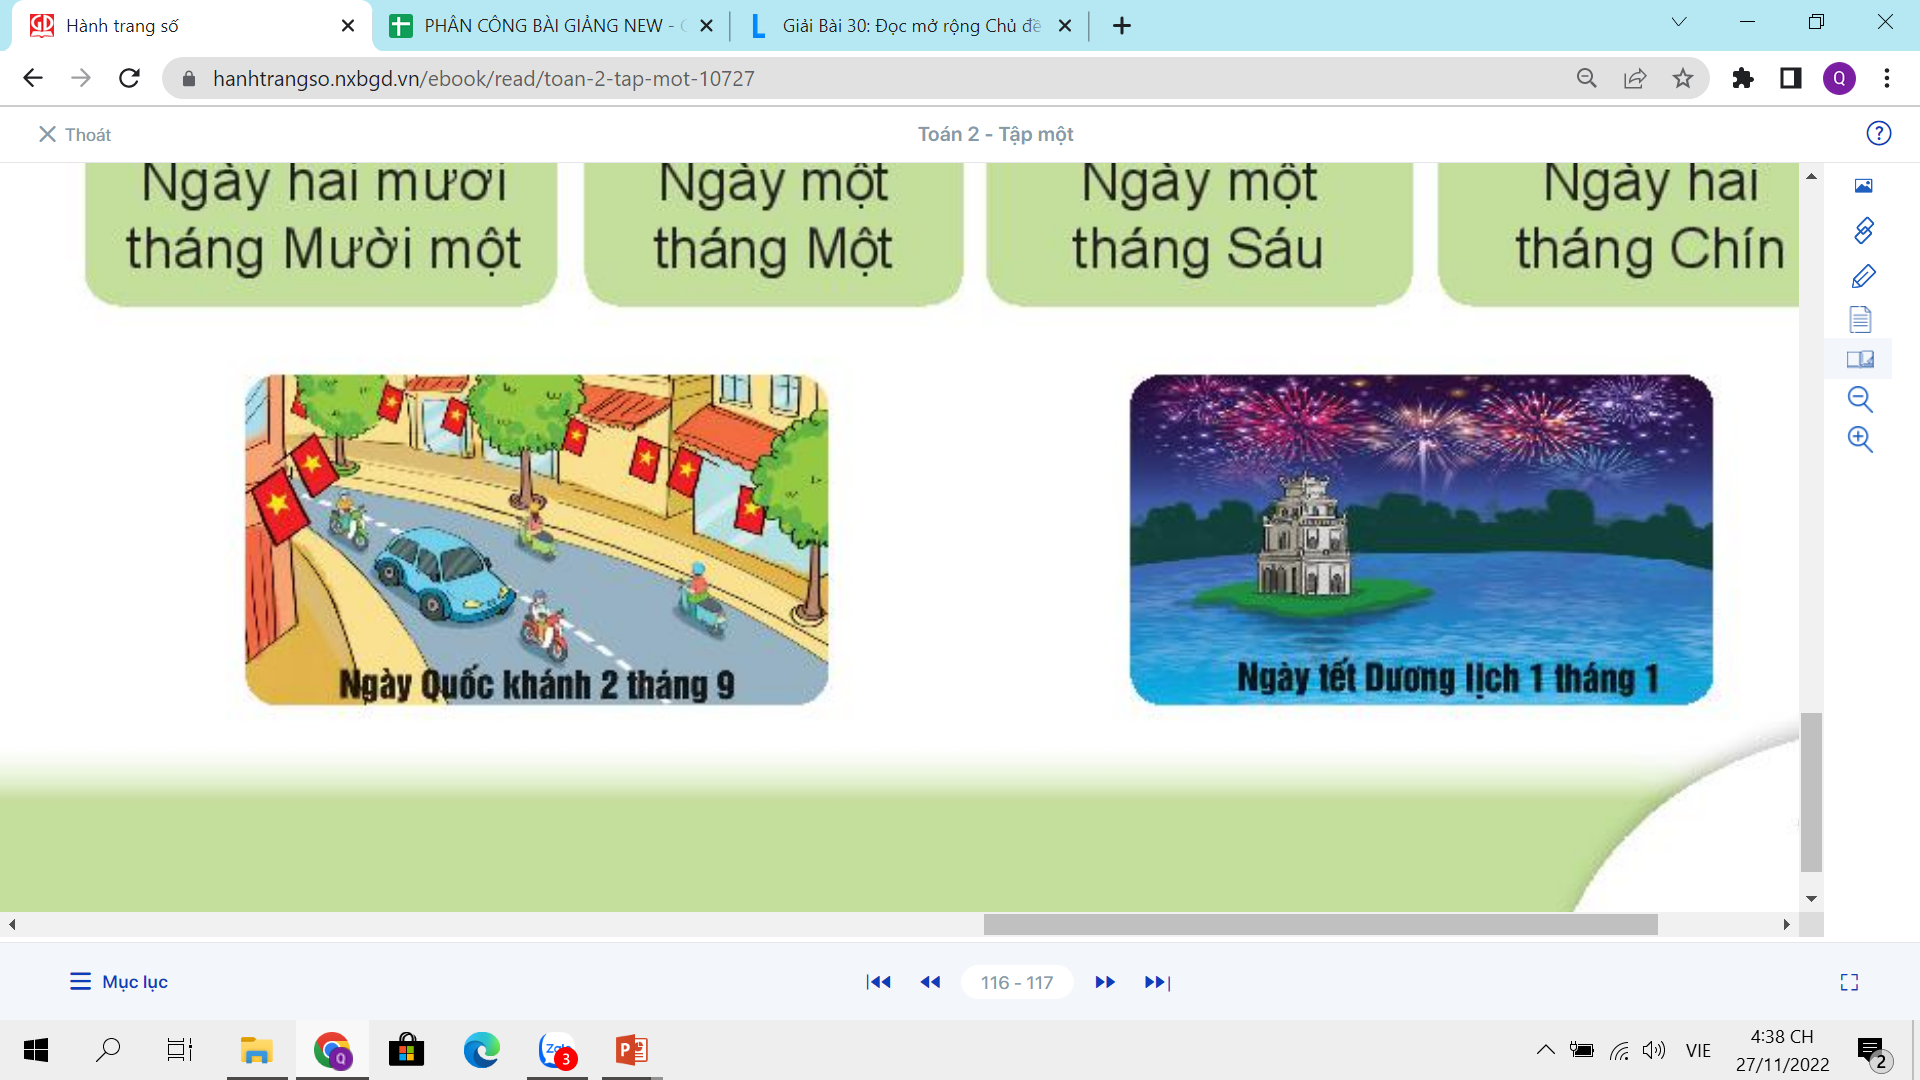 Hành trang số
PHÂN CÔNG BÀI GIẢNG NEW - 
Giải Bài 30: Đọc mở rộng Chủ đề
hanhtrangso.nxbgd.vn/ebook/read/toan-2-tap-mot-10727
Q
Thoát
Toán 2 - Tập một
Ngày hai mươi
tháng Mười một
Ngày một
tháng Một
Ngày một
tháng Sáu
Ngày hai
tháng Chín
Ngày Quốc khánh 2 tháng 9
Ngày tết Dương lịch 1 tháng 1
Mục lục
116 - 117
Q
Zalo
3
P
VIE
4:38 CH
27/11/2022
2